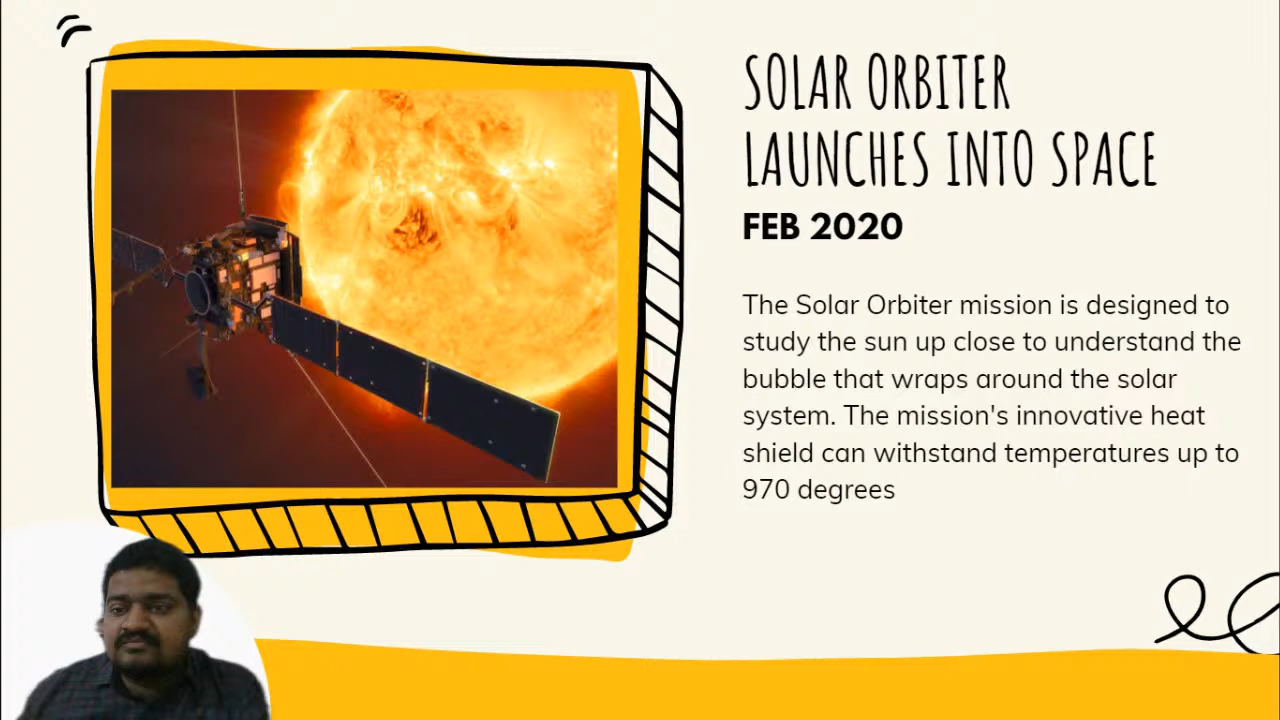 SOLAR ORBITER
LAUNCHES INTO SPACE
FEB 2020
The Solar Orbiter mission is designed to
study the sun up close to understand the
bubble that wraps around the solar
system. The mission's innovative heat
shield can withstand temperatures up to
970 degrees